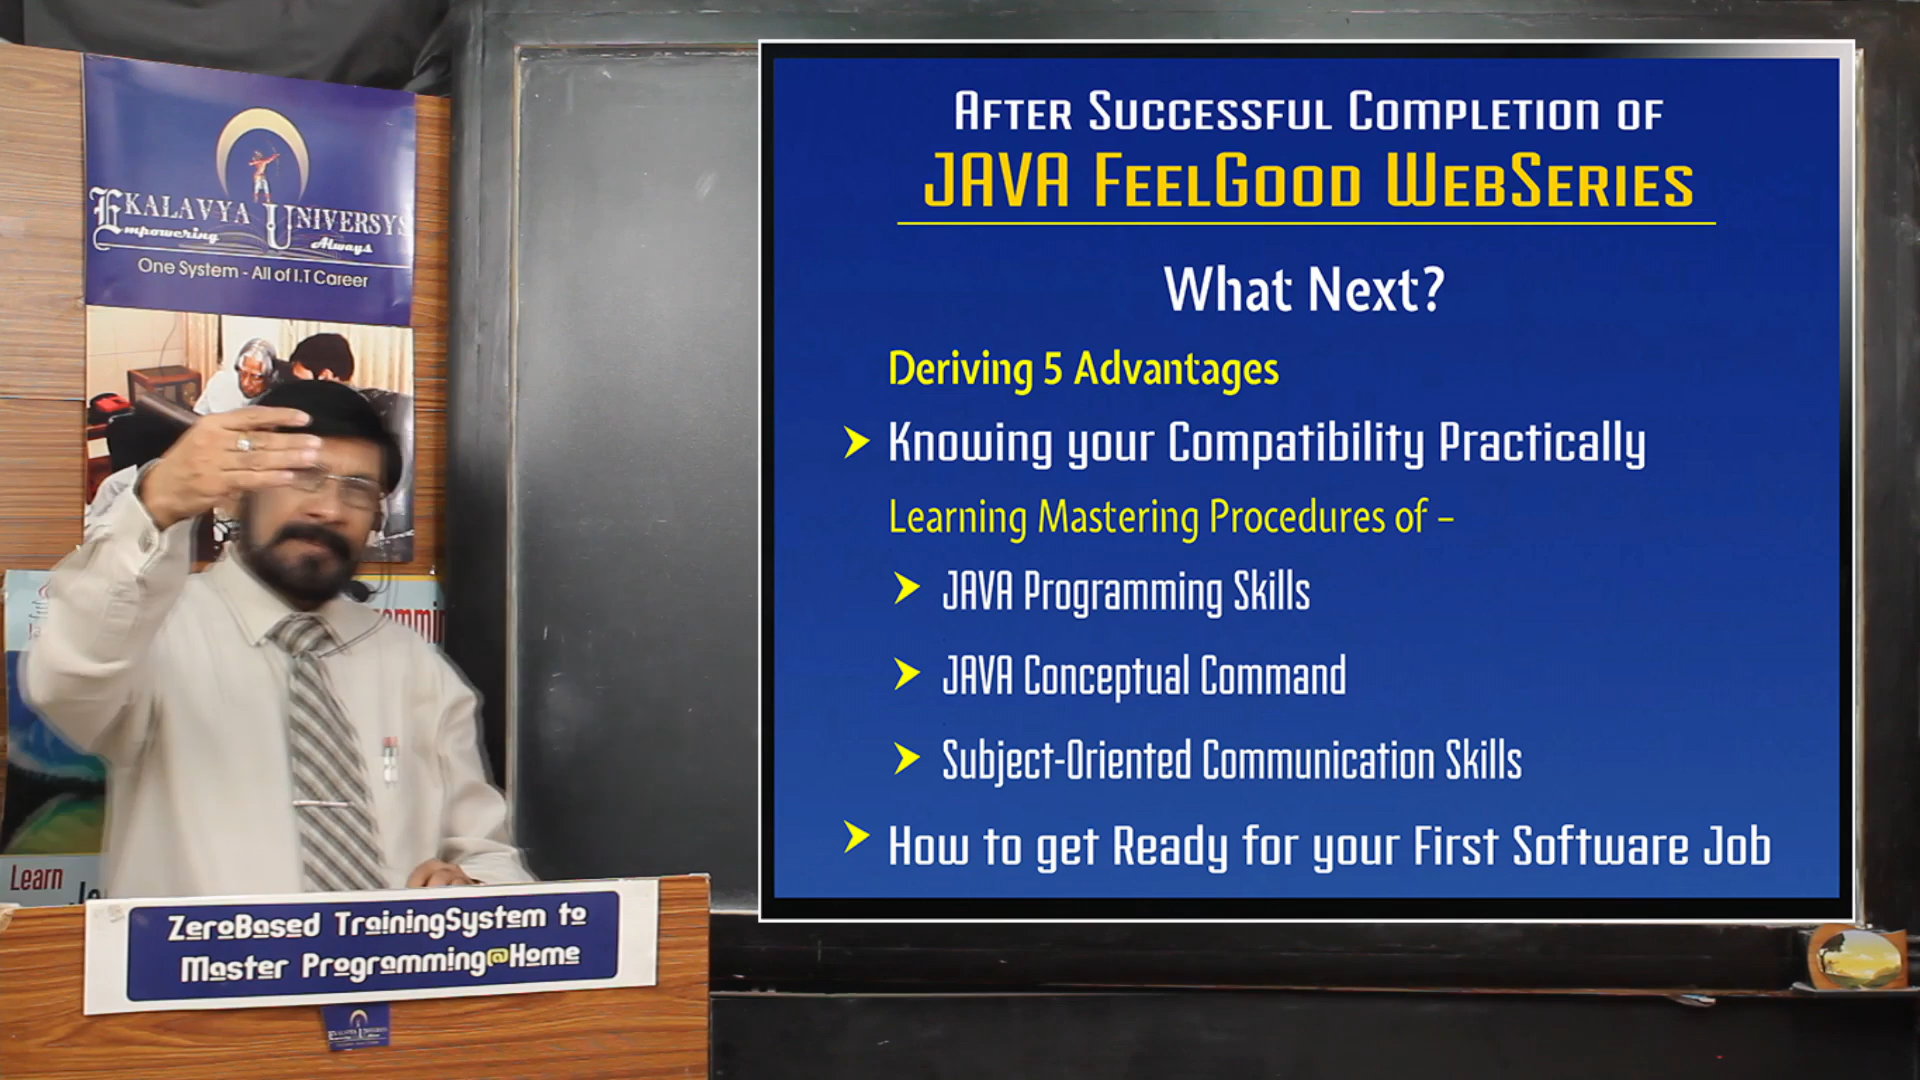 EKALAVYA UNIVERSYS
Empowering Always
One System - All of I.T Career
Learn
ZeroBased TrainingSystem to
Master Programming@Home
AFTER SUCCESSFUL COMPLETION OF
JAVA FEELGOOD WEBSERIES
What Next?
Deriving 5 Advantages
Knowing your Compatibility Practically
Learning Mastering Procedures of –
JAVA Programming Skills
JAVA Conceptual Command
Subject-Oriented Communication Skills
How to get Ready for your First Software Job